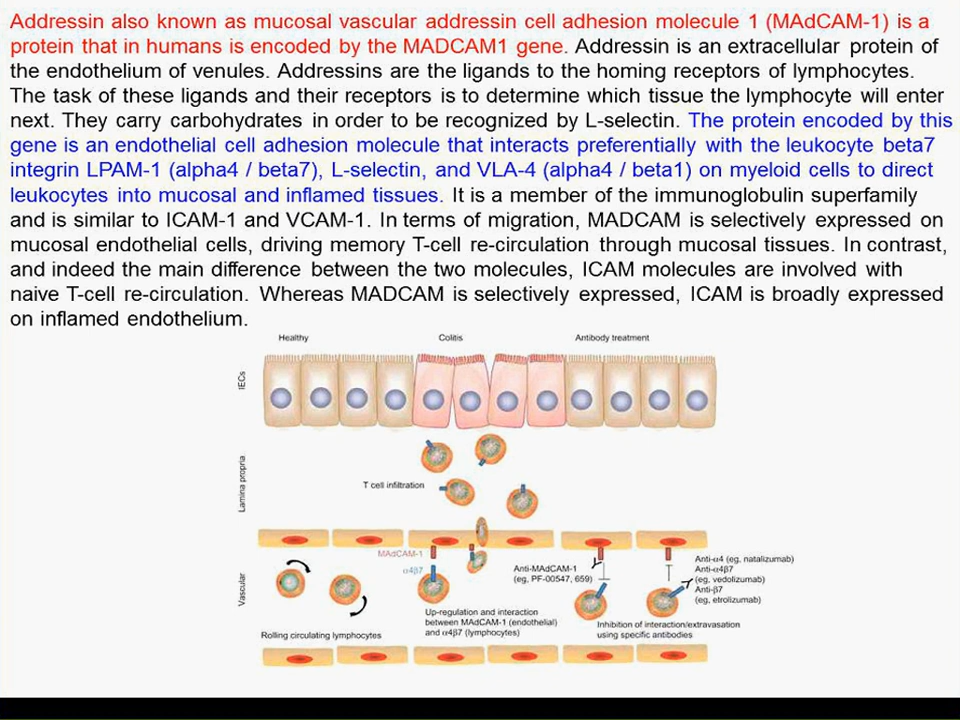 Addressin also known as mucosal vascular addressin cell adhesion molecule 1 (MAdCAM-1) is a
protein that in humans is encoded by the MADCAM1 gene. Addressin is an extracellular protein of
the endothelium of venules. Addressins are the ligands to the homing receptors of lymphocytes.
The task of these ligands and their receptors is to determine which tissue the lymphocyte will enter
next. They carry carbohydrates in order to be recognized by L-selectin. The protein encoded by this
gene is an endothelial cell adhesion molecule that interacts preferentially with the leukocyte beta7
integrin LPAM-1 (alpha4 / beta7), L-selectin, and VLA-4 (alpha4 / beta1) on myeloid cells to direct
leukocytes into mucosal and inflamed tissues. It is a member of the immunoglobulin superfamily
and is similar to ICAM-1 and VCAM-1. In terms of migration, MADCAM is selectively expressed on
mucosal endothelial cells, driving memory T-cell re-circulation through mucosal tissues. In contrast,
and indeed the main difference between the two molecules, ICAM molecules are involved with
naive T-cell re-circulation. Whereas MADCAM is selectively expressed, ICAM is broadly expressed
on inflamed endothelium.
Healthy
Colitis
Antibody treatment
IECs
Lamina propria
T cell infiltration
Vascular
MAdCAM-1
α4β7
Rolling circulating lymphocytes
Up-regulation and interaction
between MAdCAM-1 (endothelial)
and α4β7 (lymphocytes)
Anti-MAdCAM-1
(eg, PF-00547, 659)
Anti-α4 (eg, natalizumab)
Anti-α4β7
(eg, vedolizumab)
Anti-β7
(eg, etrolizumab)
Inhibition of interaction/extravasation
using specific antibodies